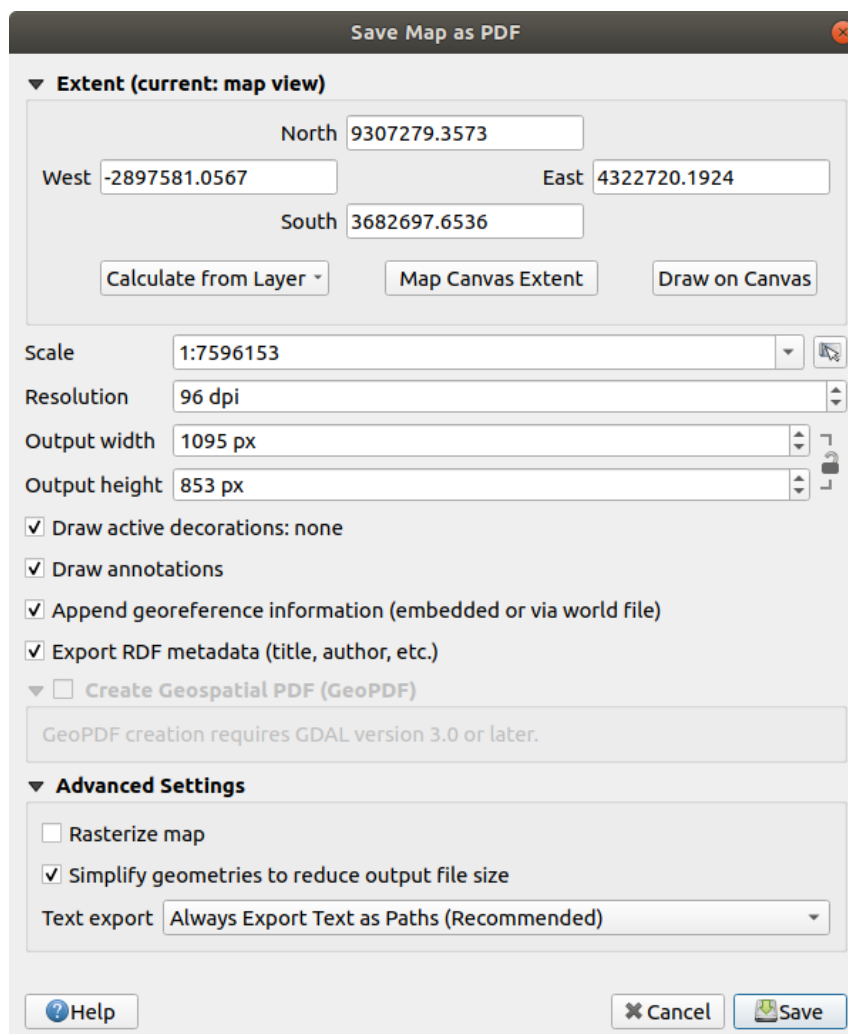 Save Map as PDF
Extent (current: map view)
North 9307279.3573
West -2897581.0567 East 4322720.1924
South 3682697.6536
Calculate from Layer Map Canvas Extent Draw on Canvas
Scale 1:7596153
Resolution 96 dpi
Output width 1095 px
Output height 853 px
Draw active decorations: none
Draw annotations
Append georeference information (embedded or via world file)
Export RDF metadata (title, author, etc.)
Create Geospatial PDF (GeoPDF)
GeoPDF creation requires GDAL version 3.0 or later.
Advanced Settings
Rasterize map
Simplify geometries to reduce output file size
Text export Always Export Text as Paths (Recommended)
Help Cancel Save